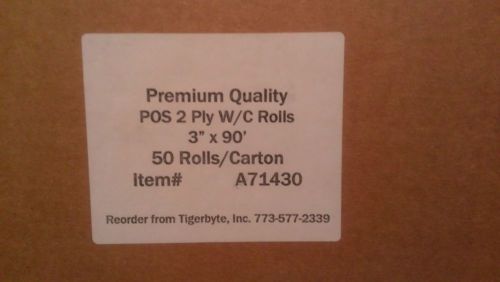 Premium Quality
POS 2 Ply W/C Rolls
3" x 90'
50 Rolls/Carton
Item# A71430
Reorder from Tigerbyte, Inc. 773-577-2339